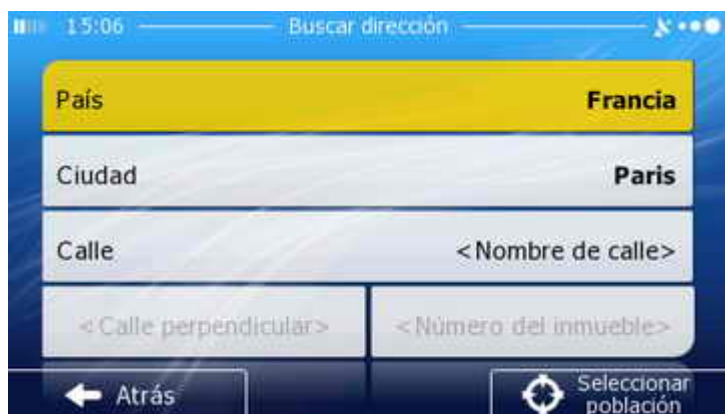 15:06 Buscar dirección
País Francia
Ciudad Paris
Calle <Nombre de calle>
<Calle perpendicular> <Número del inmueble>
Atrás Seleccionar
población